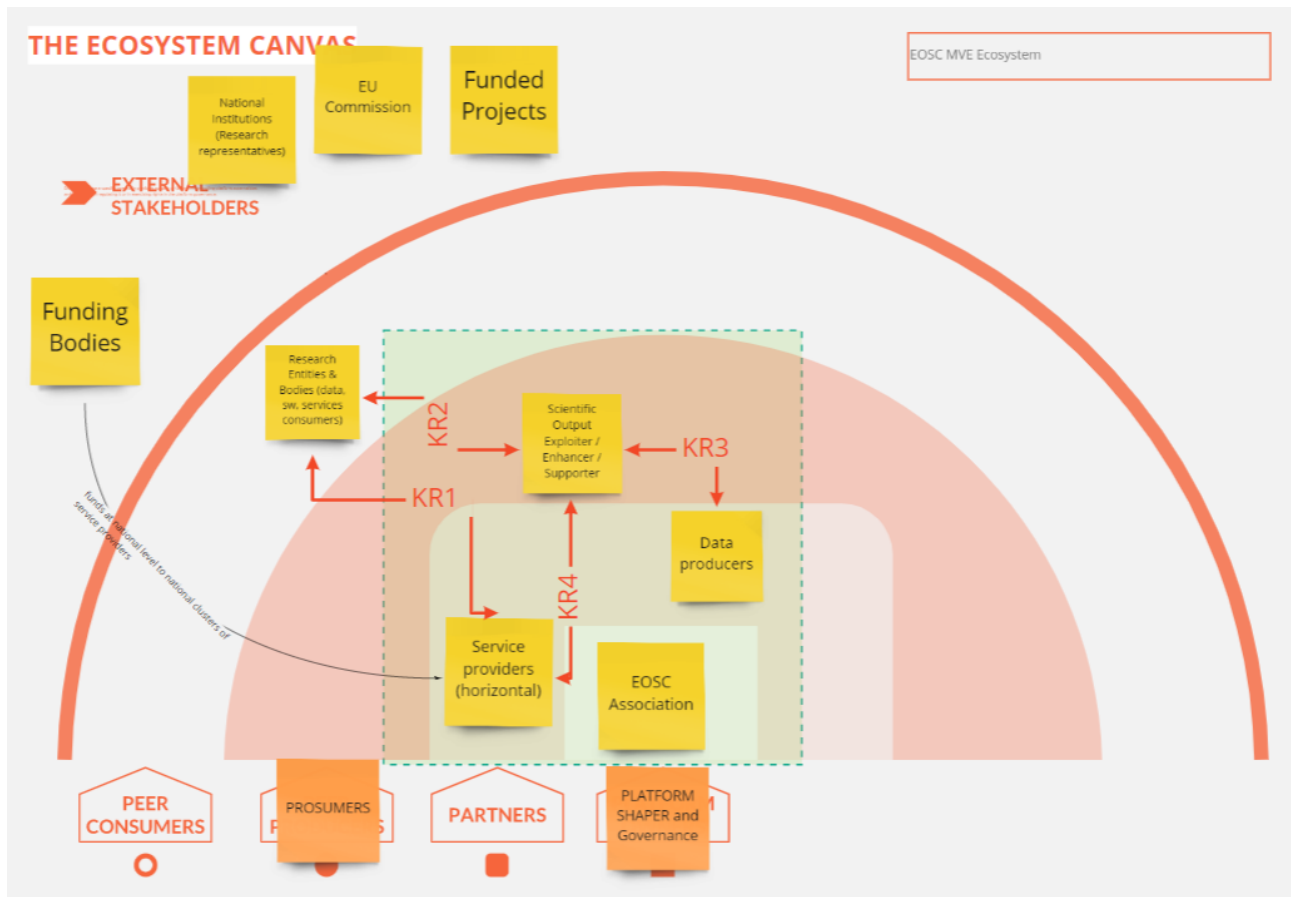 THE ECOSYSTEM CANVAS
EOSC MVE Ecosystem
National
Institutions
(Research
representatives)
EU
Commission
Funded
Projects
EXTERNAL
STAKEHOLDERS
Funding
Bodies
Research
Entities &
Bodies (data,
sw, services
consumers)
KR2
Scientific
Output
Exploiter /
Enhancer /
Supporter
KR3
KR1
Data
producers
KR4
funds at national level to national clusters of
service providers
Service
providers
(horizontal)
EOSC
Association
PEER
CONSUMERS
PROSUMERS
PARTNERS
PLATFORM
SHAPER and
Governance